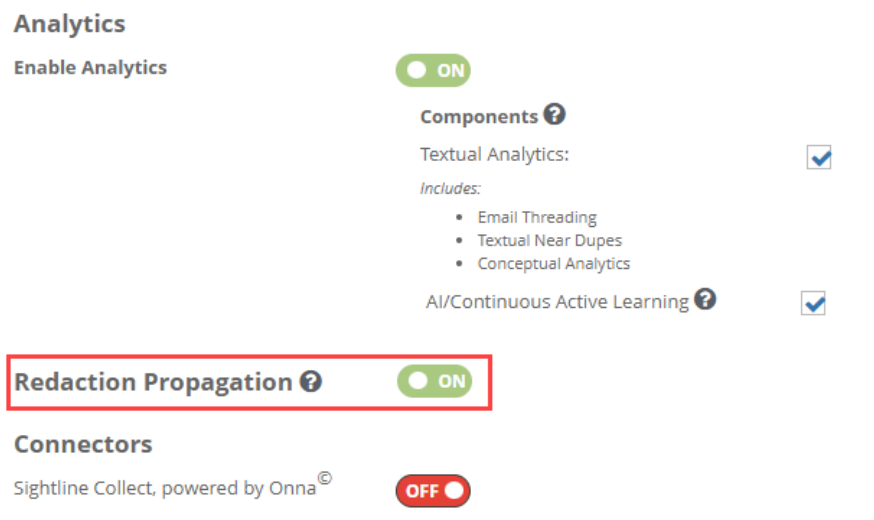 Analytics
Enable Analytics ON
Components ?
Textual Analytics:
Includes:
• Email Threading
• Textual Near Dupes
• Conceptual Analytics
AI/Continuous Active Learning ?
Redaction Propagation ? ON
Connectors
Sightline Collect, powered by Onna© OFF